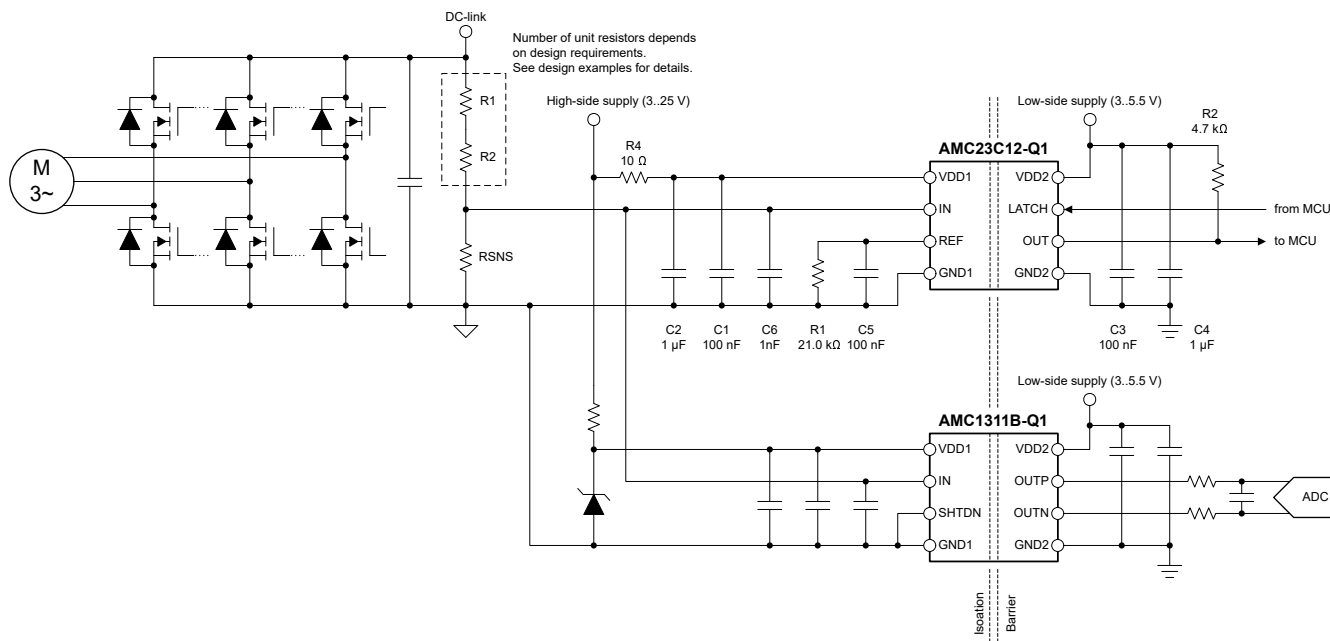 DC-link
Number of unit resistors depends
on design requirements.
See design examples for details.
R1
R2
RSNS
M
3~
High-side supply (3..25 V)
R4
10 Ω
C2
1 µF
C1
100 nF
C6
1nF
R1
21.0 kΩ
C5
100 nF
AMC23C12-Q1
VDD1
IN
REF
GND1
VDD2
LATCH
OUT
GND2
Low-side supply (3..5.5 V)
R2
4.7 kΩ
from MCU
to MCU
C3
100 nF
C4
1 µF
Low-side supply (3..5.5 V)
AMC1311B-Q1
VDD1
IN
SHTDN
GND1
VDD2
OUTP
OUTN
GND2
ADC
Isoation
Barrier